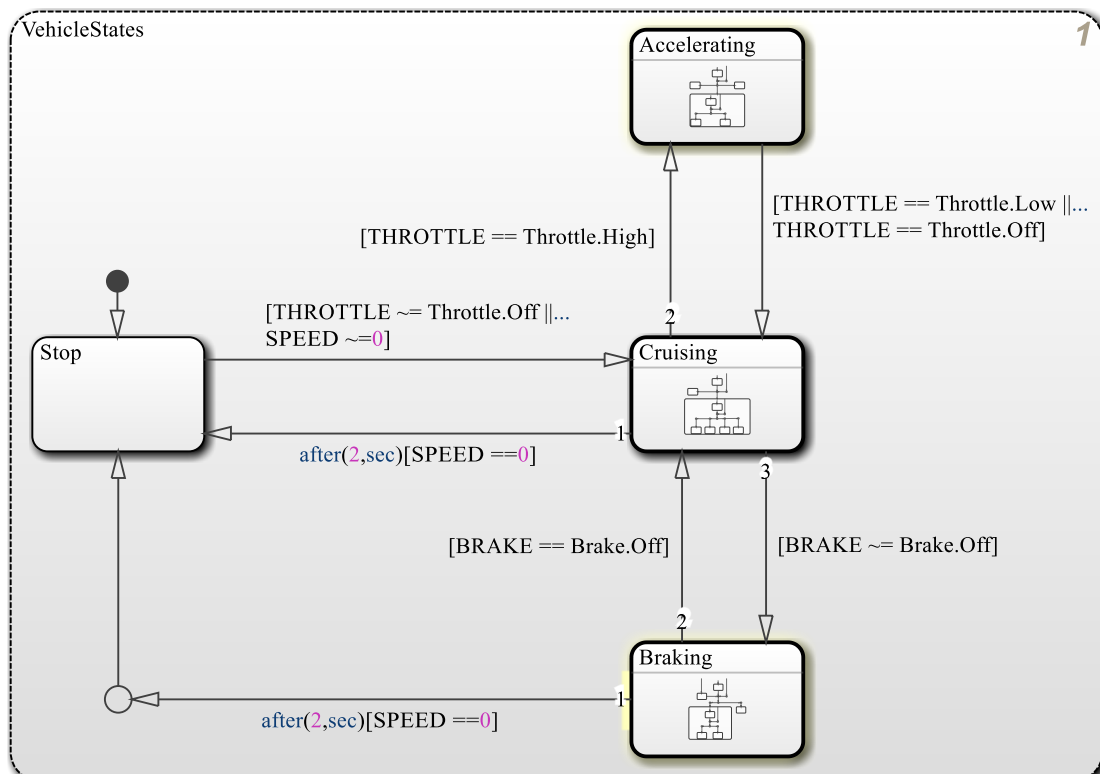 VehicleStates
1
Accelerating
[THROTTLE == Throttle.Low ||...
THROTTLE == Throttle.Off]
[THROTTLE == Throttle.High]
2
[THROTTLE ~= Throttle.Off ||...
SPEED ~=0]
Stop
Cruising
1
after(2,sec)[SPEED ==0]
3
[BRAKE == Brake.Off]
[BRAKE ~= Brake.Off]
2
Braking
1
after(2,sec)[SPEED ==0]